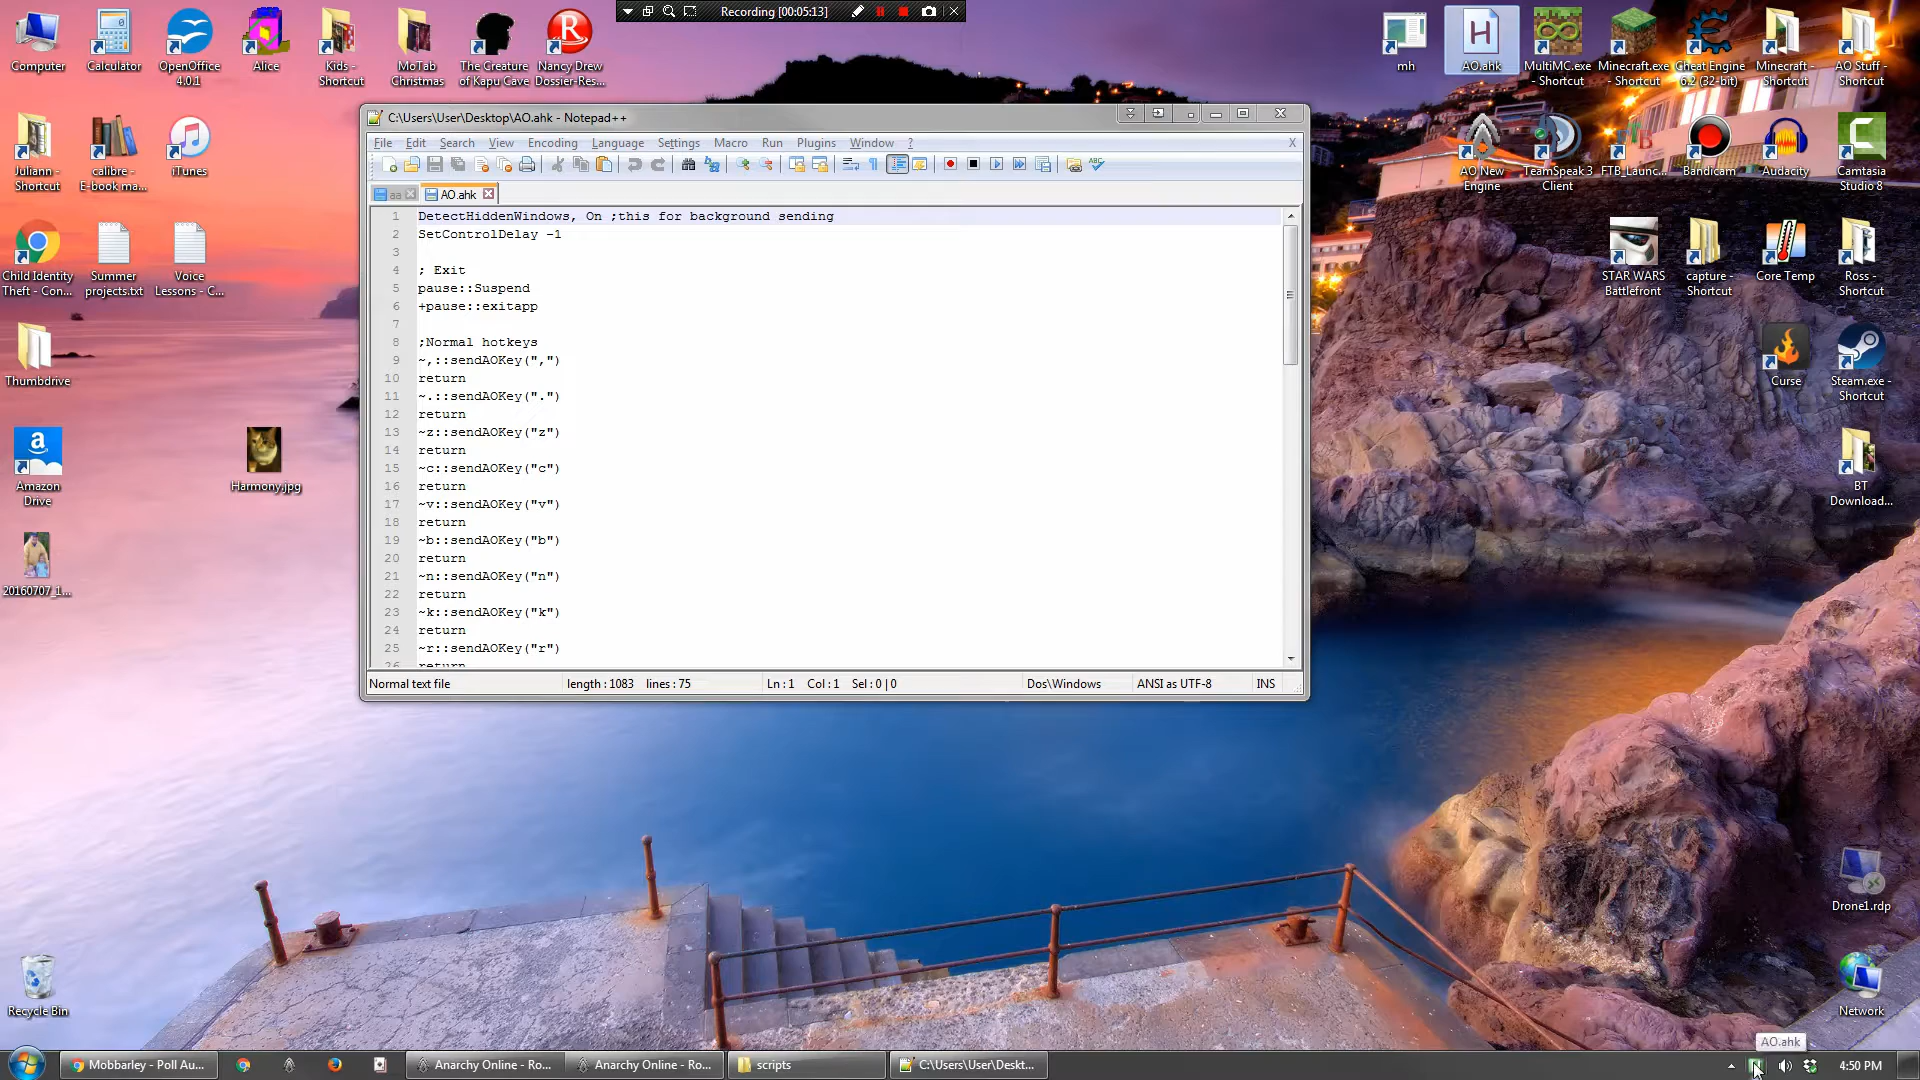 Recording [00:05:13]
Computer
Calculator
OpenOffice 4.0.1
Alice
Kids - Shortcut
MoTab Christmas
The Creature of Kapu Cave
Nancy Drew Dossier-Res...
mh
AO.ahk
MultiMC.exe - Shortcut
Minecraft.exe - Shortcut
Cheat Engine 6.2 (32-bit)
Minecraft - Shortcut
AO Stuff - Shortcut
Juliann - Shortcut
calibre - E-book ma...
iTunes
AO New Engine
TeamSpeak 3 Client
FTB_Launc...
Bandicam
Audacity
Camtasia Studio 8
Child Identity Theft - Con...
Summer projects.txt
Voice Lessons - C...
STAR WARS Battlefront
capture - Shortcut
Core Temp
Ross - Shortcut
Thumbdrive
Curse
Steam.exe - Shortcut
Amazon Drive
Harmony.jpg
BT Download...
20160707_1...
Drone1.rdp
Recycle Bin
Network
C:\Users\User\Desktop\AO.ahk - Notepad++
File Edit Search View Encoding Language Settings Macro Run Plugins Window ? X
aa AO.ahk
1 DetectHiddenWindows, On ;this for background sending
2 SetControlDelay -1
3
4 ; Exit
5 pause::Suspend
6 +pause::exitapp
7
8 ;Normal hotkeys
9 ~,::sendAOKey(",")
10 return
11 ~.::sendAOKey(".")
12 return
13 ~z::sendAOKey("z")
14 return
15 ~c::sendAOKey("c")
16 return
17 ~v::sendAOKey("v")
18 return
19 ~b::sendAOKey("b")
20 return
21 ~n::sendAOKey("n")
22 return
23 ~k::sendAOKey("k")
24 return
25 ~r::sendAOKey("r")
26 return
Normal text file length : 1083 lines : 75 Ln : 1 Col : 1 Sel : 0 | 0 Dos\Windows ANSI as UTF-8 INS
AO.ahk
Mobbarley - Poll Au... Anarchy Online - Ro... Anarchy Online - Ro... scripts C:\Users\User\Deskt... 4:50 PM